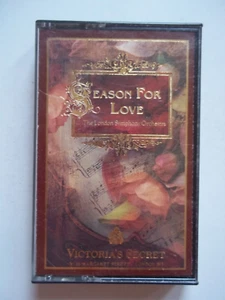 Season For
Love
The London Symphony Orchestra
Victoria's Secret